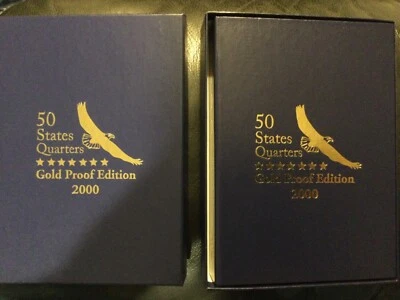 50
States
Quarters
Gold Proof Edition
2000
50
States
Quarters
Gold Proof Edition
2000